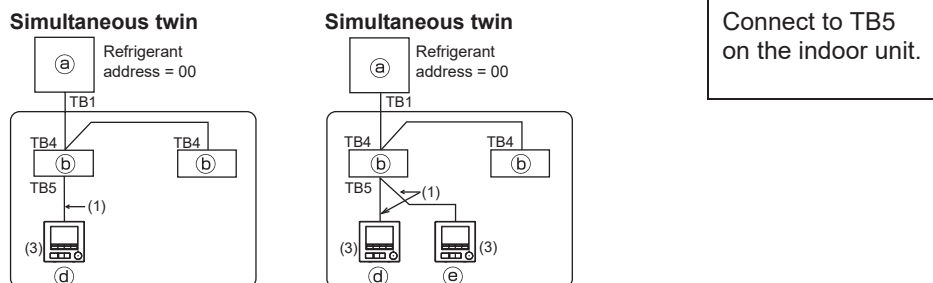 Simultaneous twin
ⓐ
Refrigerant
address = 00
TB1
TB4
TB4
ⓑ
ⓑ
TB5
(1)
(3)
ⓓ
Simultaneous twin
ⓐ
Refrigerant
address = 00
TB1
TB4
TB4
ⓑ
ⓑ
TB5
(1)
(3)
(3)
ⓓ
ⓔ
Connect to TB5
on the indoor unit.